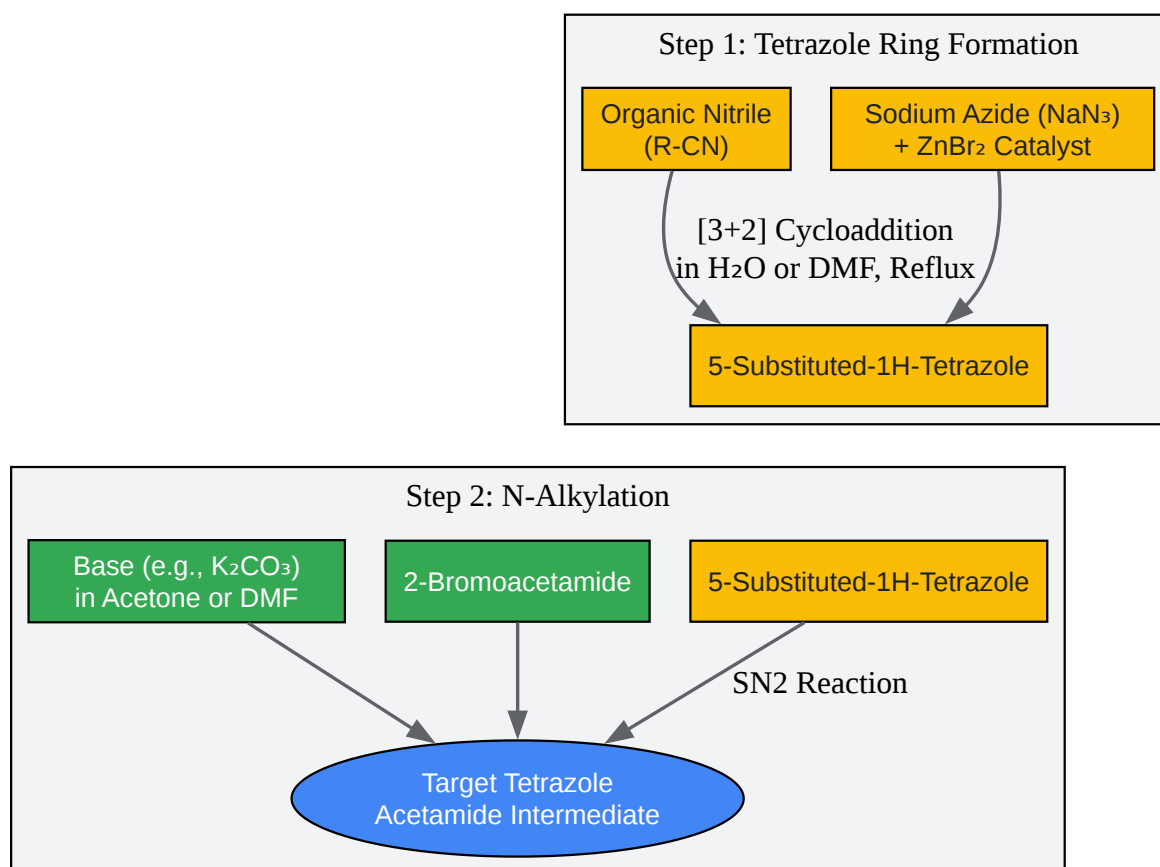 Step 1: Tetrazole Ring Formation
Organic Nitrile
(R-CN)
Sodium Azide (NaN₃)
+ ZnBr₂ Catalyst
[3+2] Cycloaddition
in H₂O or DMF, Reflux
5-Substituted-1H-Tetrazole
Step 2: N-Alkylation
Base (e.g., K₂CO₃)
in Acetone or DMF
2-Bromoacetamide
5-Substituted-1H-Tetrazole
SN2 Reaction
Target Tetrazole
Acetamide Intermediate